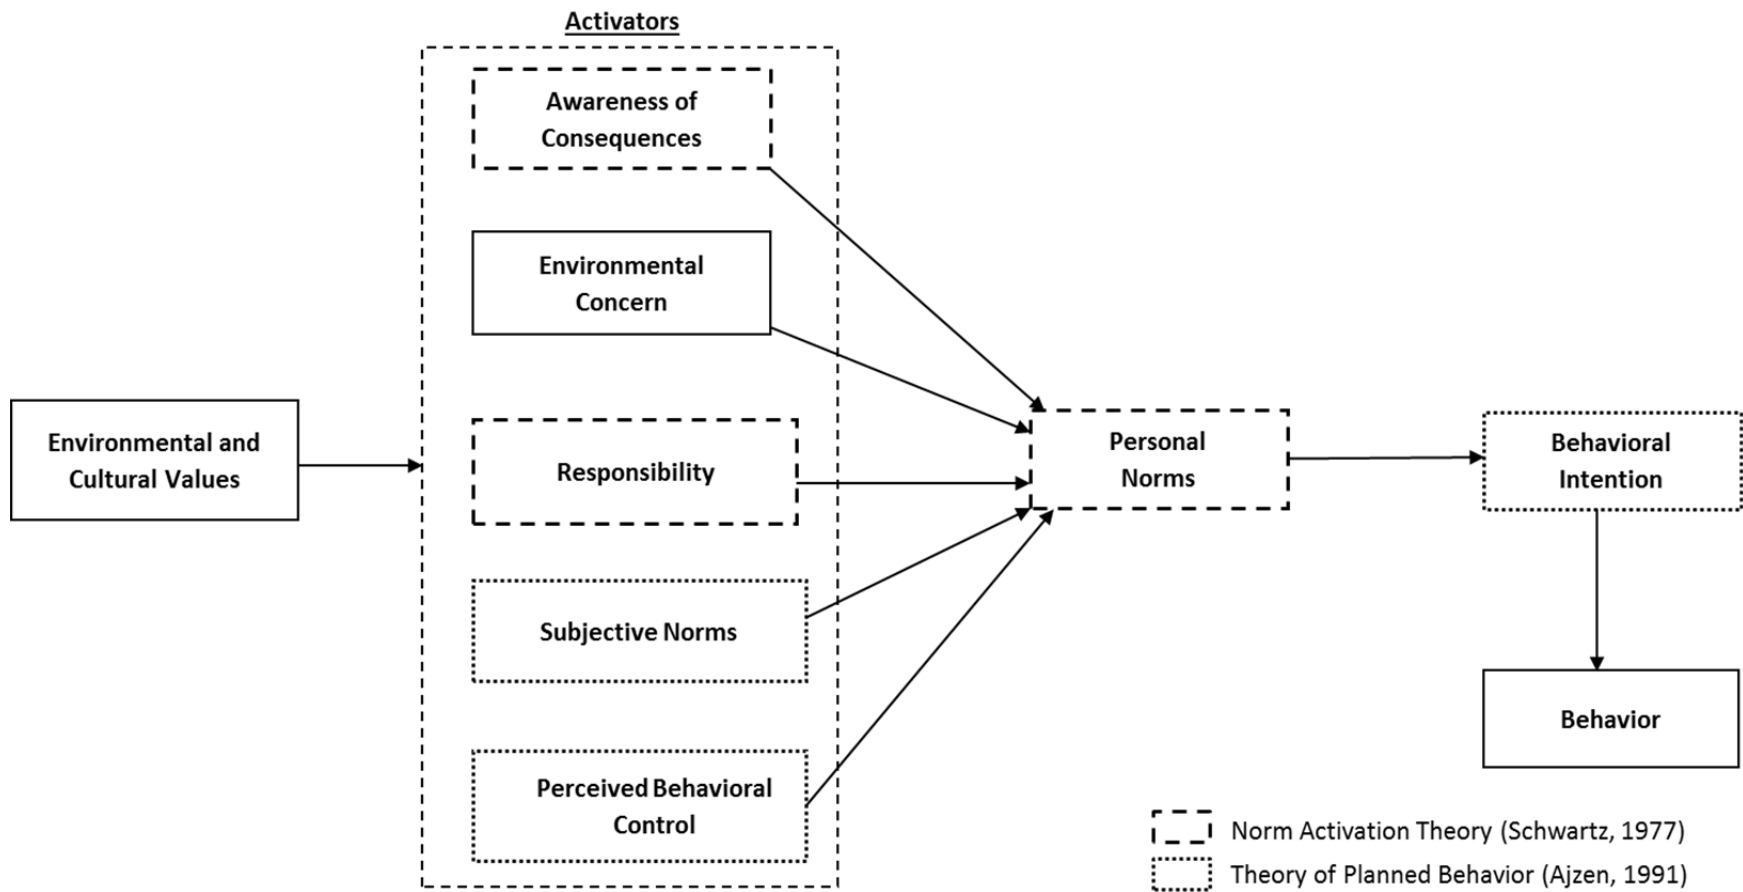 Activators
Awareness of
Consequences
Environmental
Concern
Environmental and
Cultural Values
Responsibility
Personal
Norms
Behavioral
Intention
Subjective Norms
Behavior
Perceived Behavioral
Control
Norm Activation Theory (Schwartz, 1977)
Theory of Planned Behavior (Ajzen, 1991)